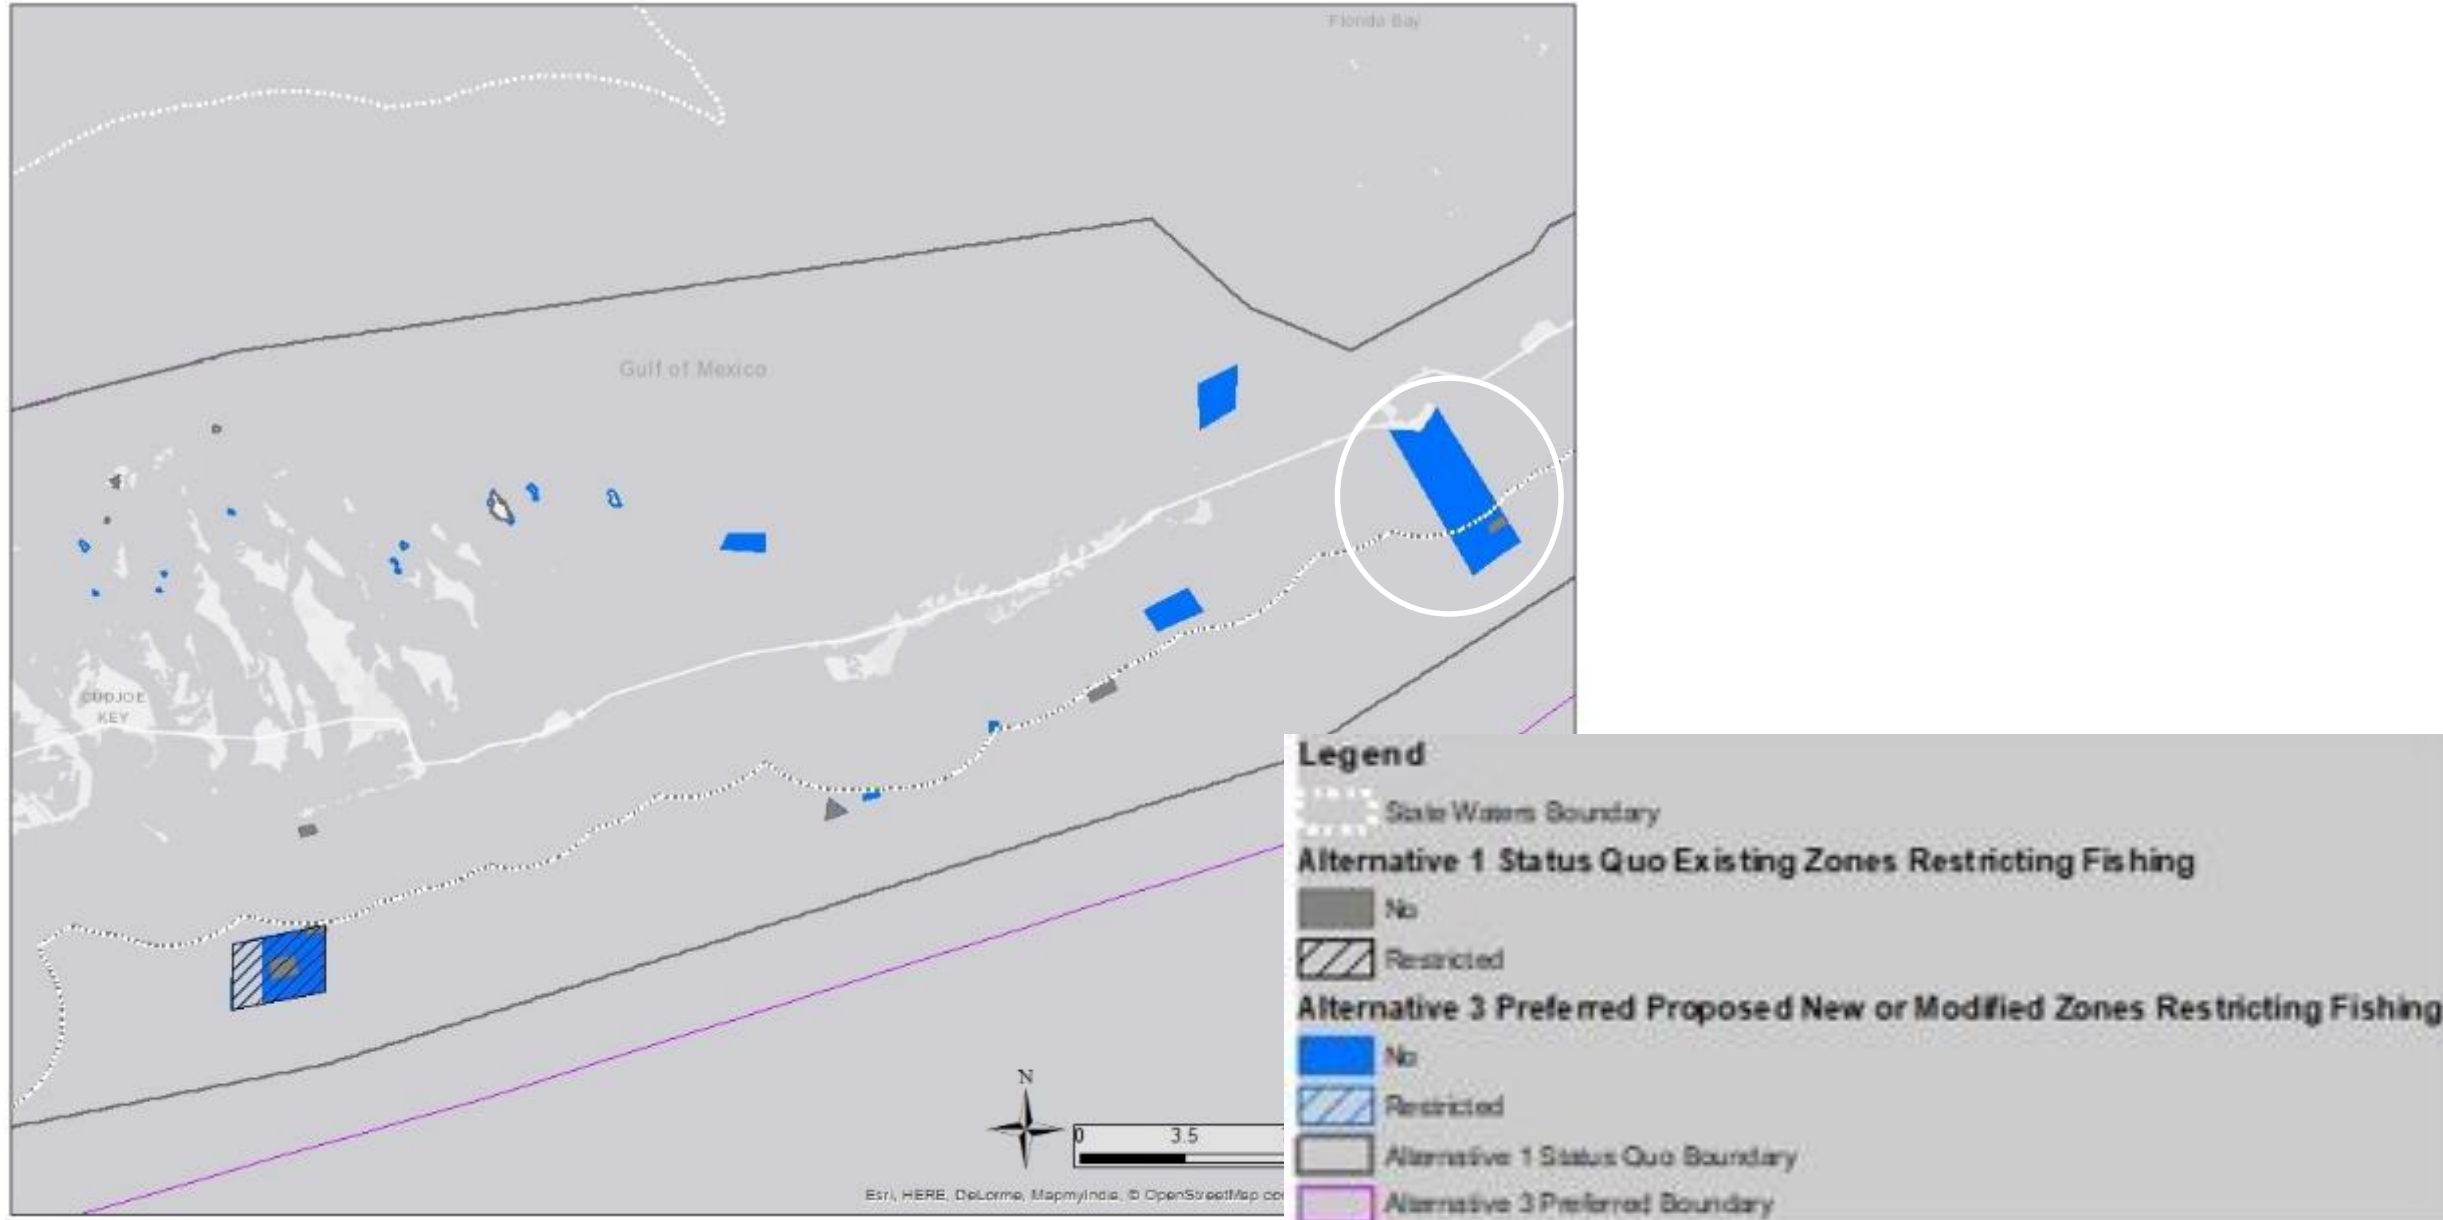 Florida Bay
Gulf of Mexico
CUDJOE
KEY
N
0 3.5
Esri, HERE, DeLorme, MapmyIndia, © OpenStreetMap
Legend
State Waters Boundary
Alternative 1 Status Quo Existing Zones Restricting Fishing
No
Restricted
Alternative 3 Preferred Proposed New or Modified Zones Restricting Fishing
No
Restricted
Alternative 1 Status Quo Boundary
Alternative 3 Preferred Boundary